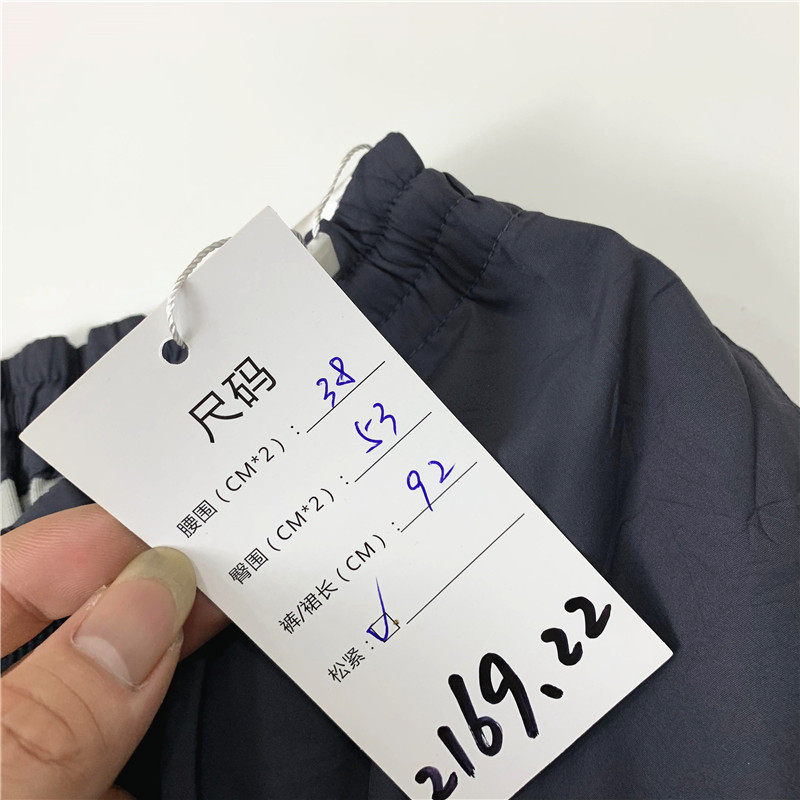 尺码
腰围(CM*2):38
臀围(CM*2):53
裤/裙长(CM):92
松紧:☑
2169.22